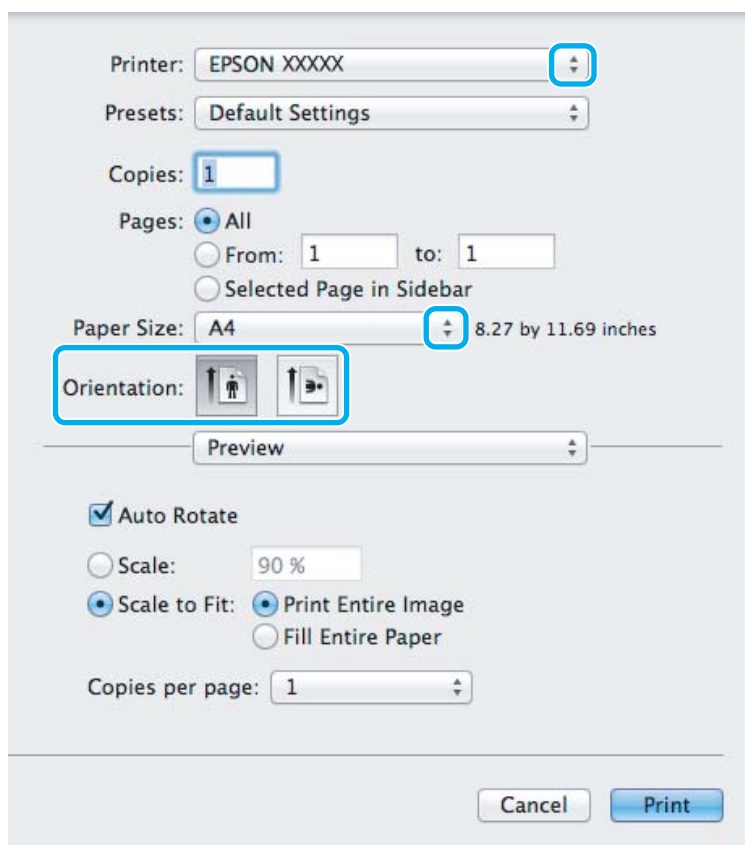 Printer: EPSON XXXXX
Presets: Default Settings
Copies: 1
Pages: All
From: 1 to: 1
Selected Page in Sidebar
Paper Size: A4 8.27 by 11.69 inches
Orientation:
Preview
Auto Rotate
Scale: 90 %
Scale to Fit: Print Entire Image
Fill Entire Paper
Copies per page: 1
Cancel Print